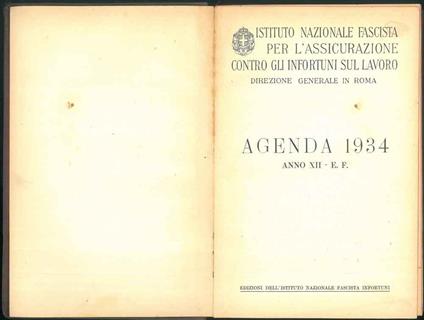 ISTITUTO NAZIONALE FASCISTA
PER L'ASSICURAZIONE
CONTRO GLI INFORTUNI SUL LAVORO
DIREZIONE GENERALE IN ROMA
AGENDA 1934
ANNO XII - E. F.
EDIZIONI DELL'ISTITUTO NAZIONALE FASCISTA INFORTUNI